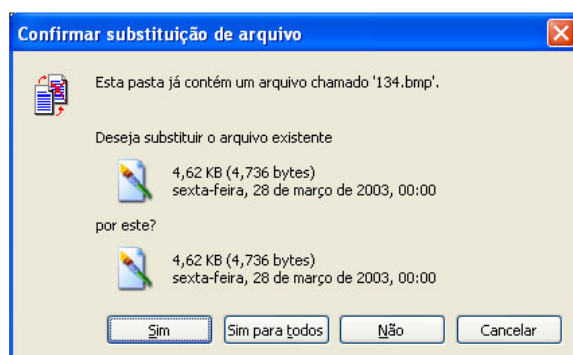 Confirmar substituição de arquivo
Esta pasta já contém um arquivo chamado '134.bmp'.
Deseja substituir o arquivo existente
4,62 KB (4,736 bytes)
sexta-feira, 28 de março de 2003, 00:00
por este?
4,62 KB (4,736 bytes)
sexta-feira, 28 de março de 2003, 00:00
Sim Sim para todos Não Cancelar